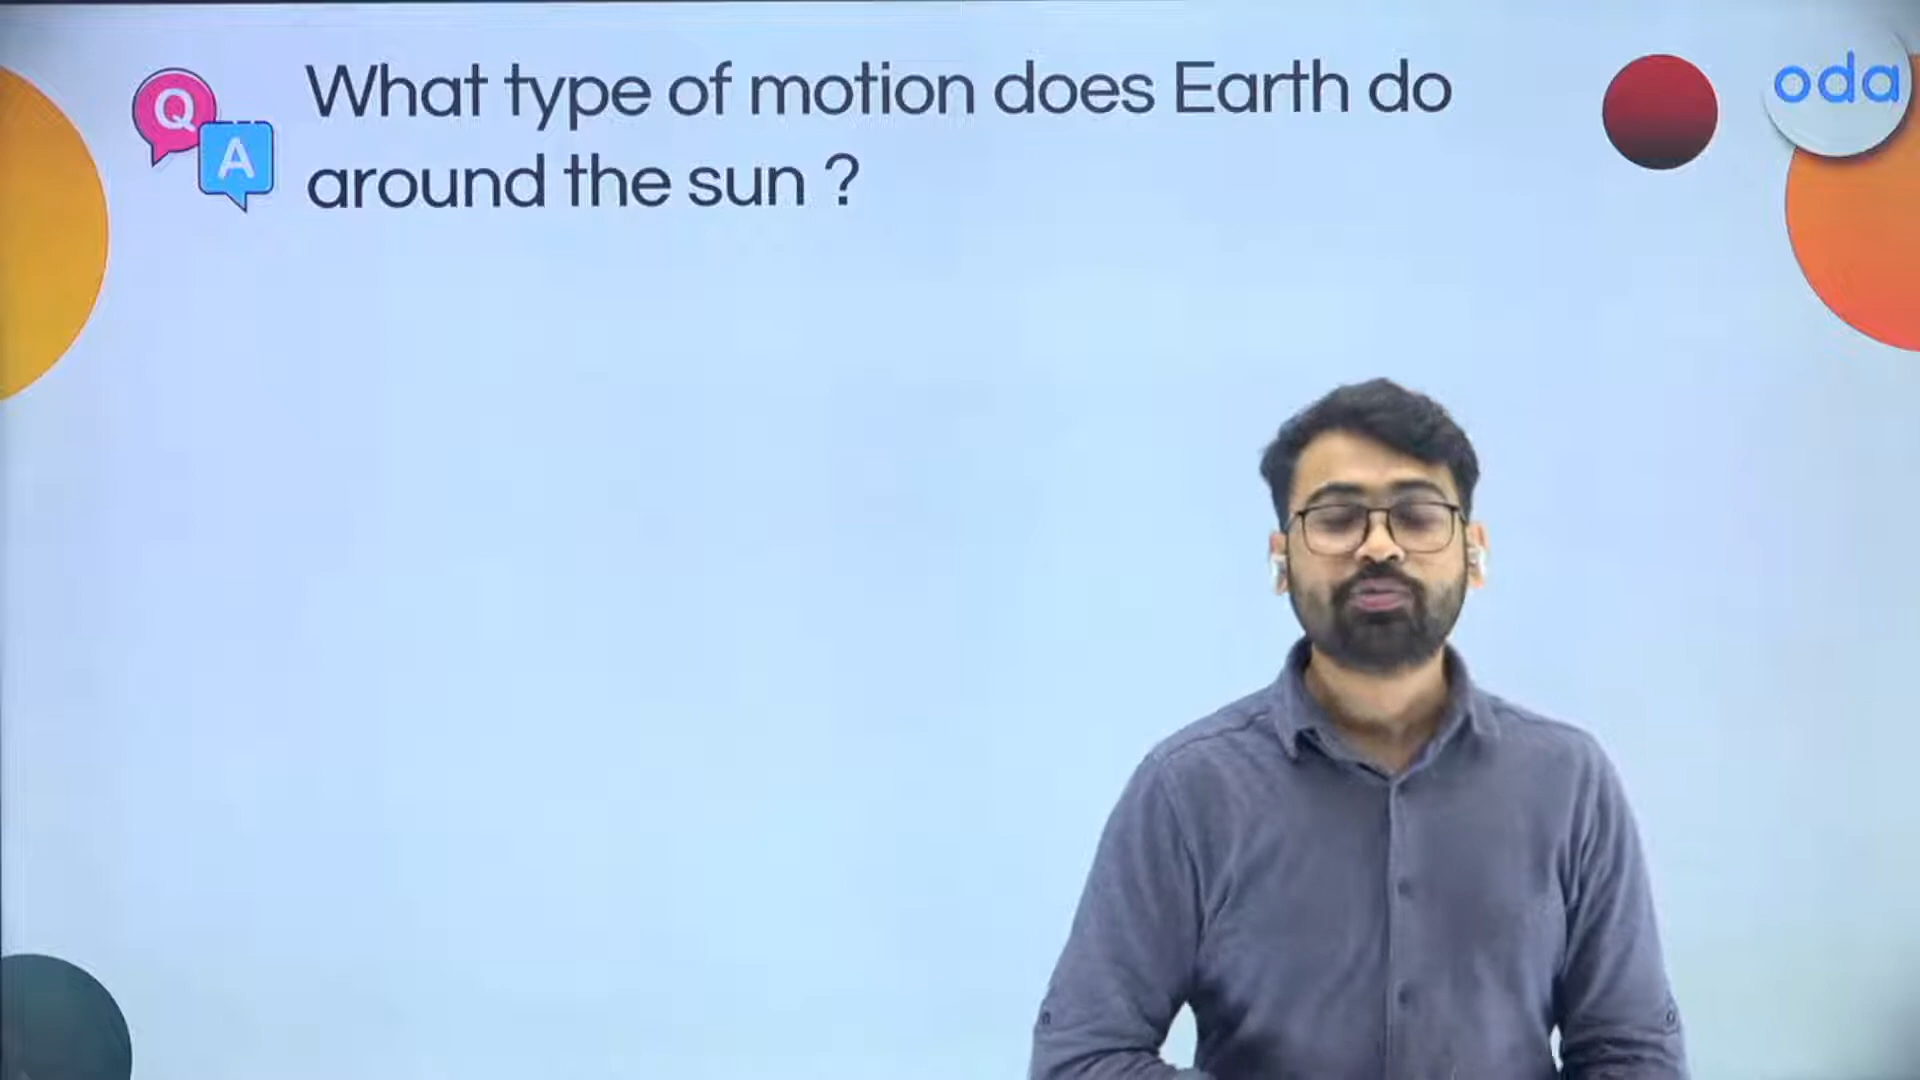 Q
A
What type of motion does Earth do
around the sun ?
oda